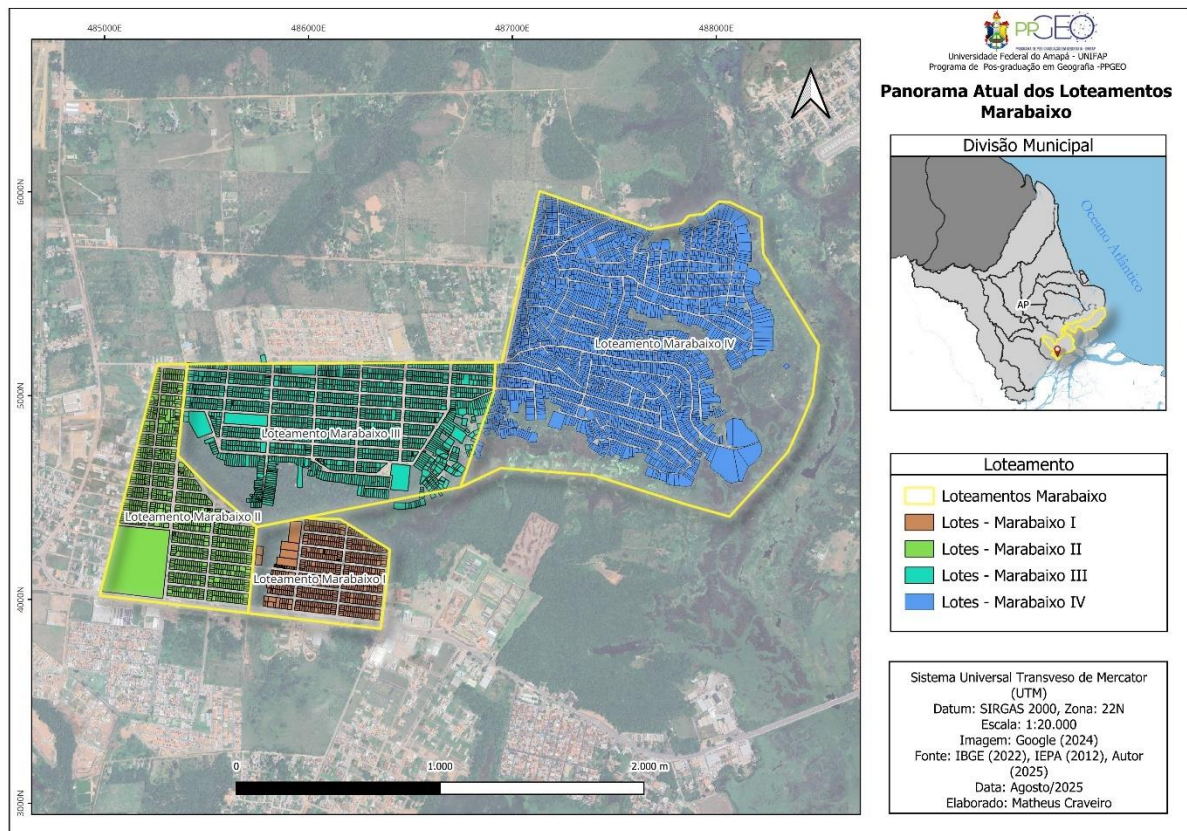 485000E
486000E
487000E
488000E
6000N
5000N
4000N
3000N
Loteamento Marabaixo IV
Loteamento Marabaixo III
Loteamento Marabaixo II
Loteamento Marabaixo I
0
1.000
2.000 m
PPGEO
Universidade Federal do Amapá - UNIFAP
Programa de Pos-graduação em Geografia -PPGEO
Panorama Atual dos Loteamentos
Marabaixo
Divisão Municipal
Oceano Atlântico
AP
Loteamento
Loteamentos Marabaixo
Lotes - Marabaixo I
Lotes - Marabaixo II
Lotes - Marabaixo III
Lotes - Marabaixo IV
Sistema Universal Transveso de Mercator
(UTM)
Datum: SIRGAS 2000, Zona: 22N
Escala: 1:20.000
Imagem: Google (2024)
Fonte: IBGE (2022), IEPA (2012), Autor
(2025)
Data: Agosto/2025
Elaborado: Matheus Craveiro